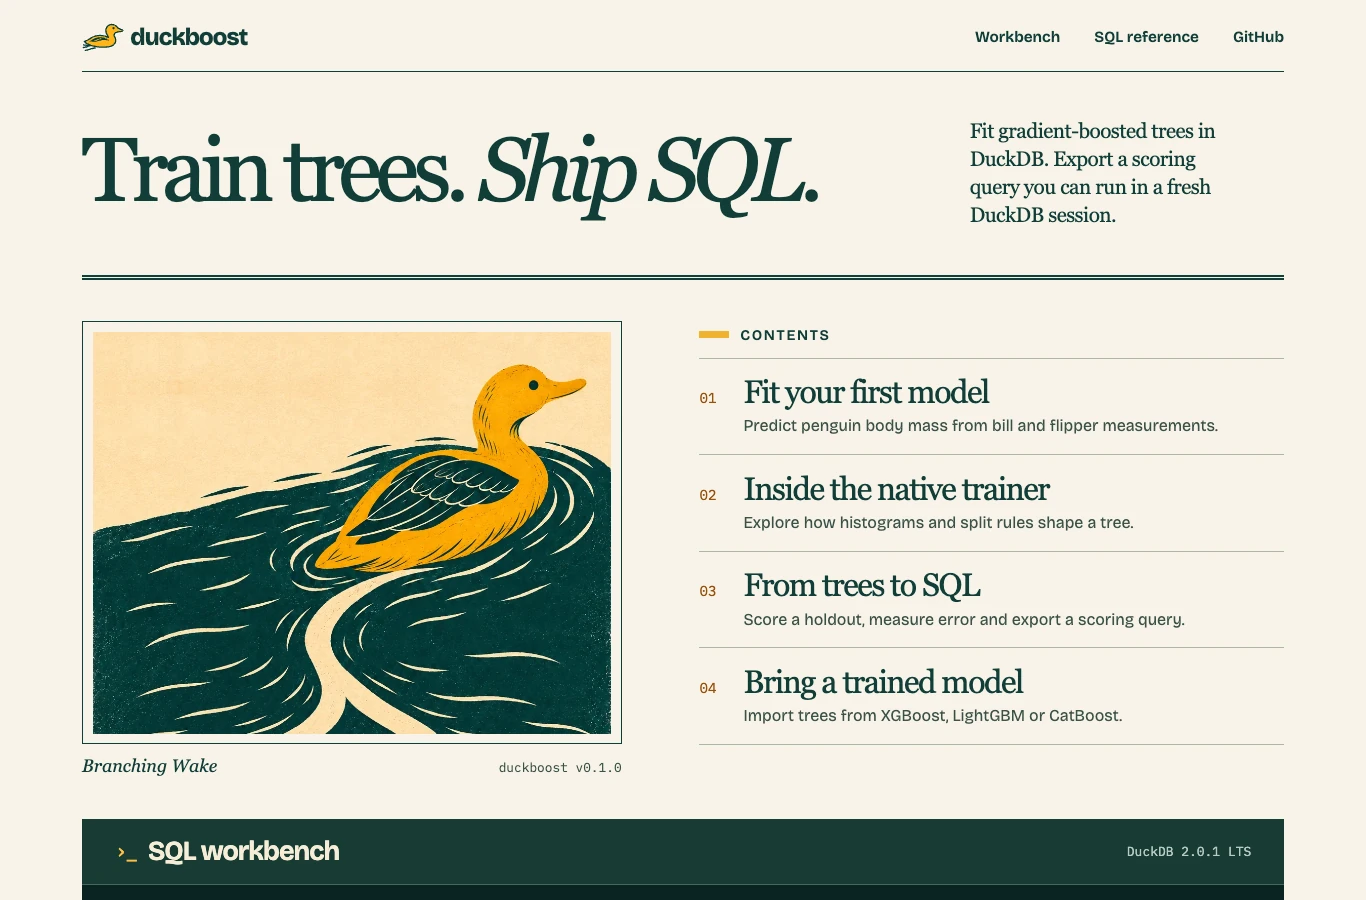 duckboost
Workbench
SQL reference
GitHub
Train trees. Ship SQL.
Fit gradient-boosted trees in
DuckDB. Export a scoring
query you can run in a fresh
DuckDB session.
Branching Wake
duckboost v0.1.0
CONTENTS
01
Fit your first model
Predict penguin body mass from bill and flipper measurements.
02
Inside the native trainer
Explore how histograms and split rules shape a tree.
03
From trees to SQL
Score a holdout, measure error and export a scoring query.
04
Bring a trained model
Import trees from XGBoost, LightGBM or CatBoost.
›_ SQL workbench
DuckDB 2.0.1 LTS